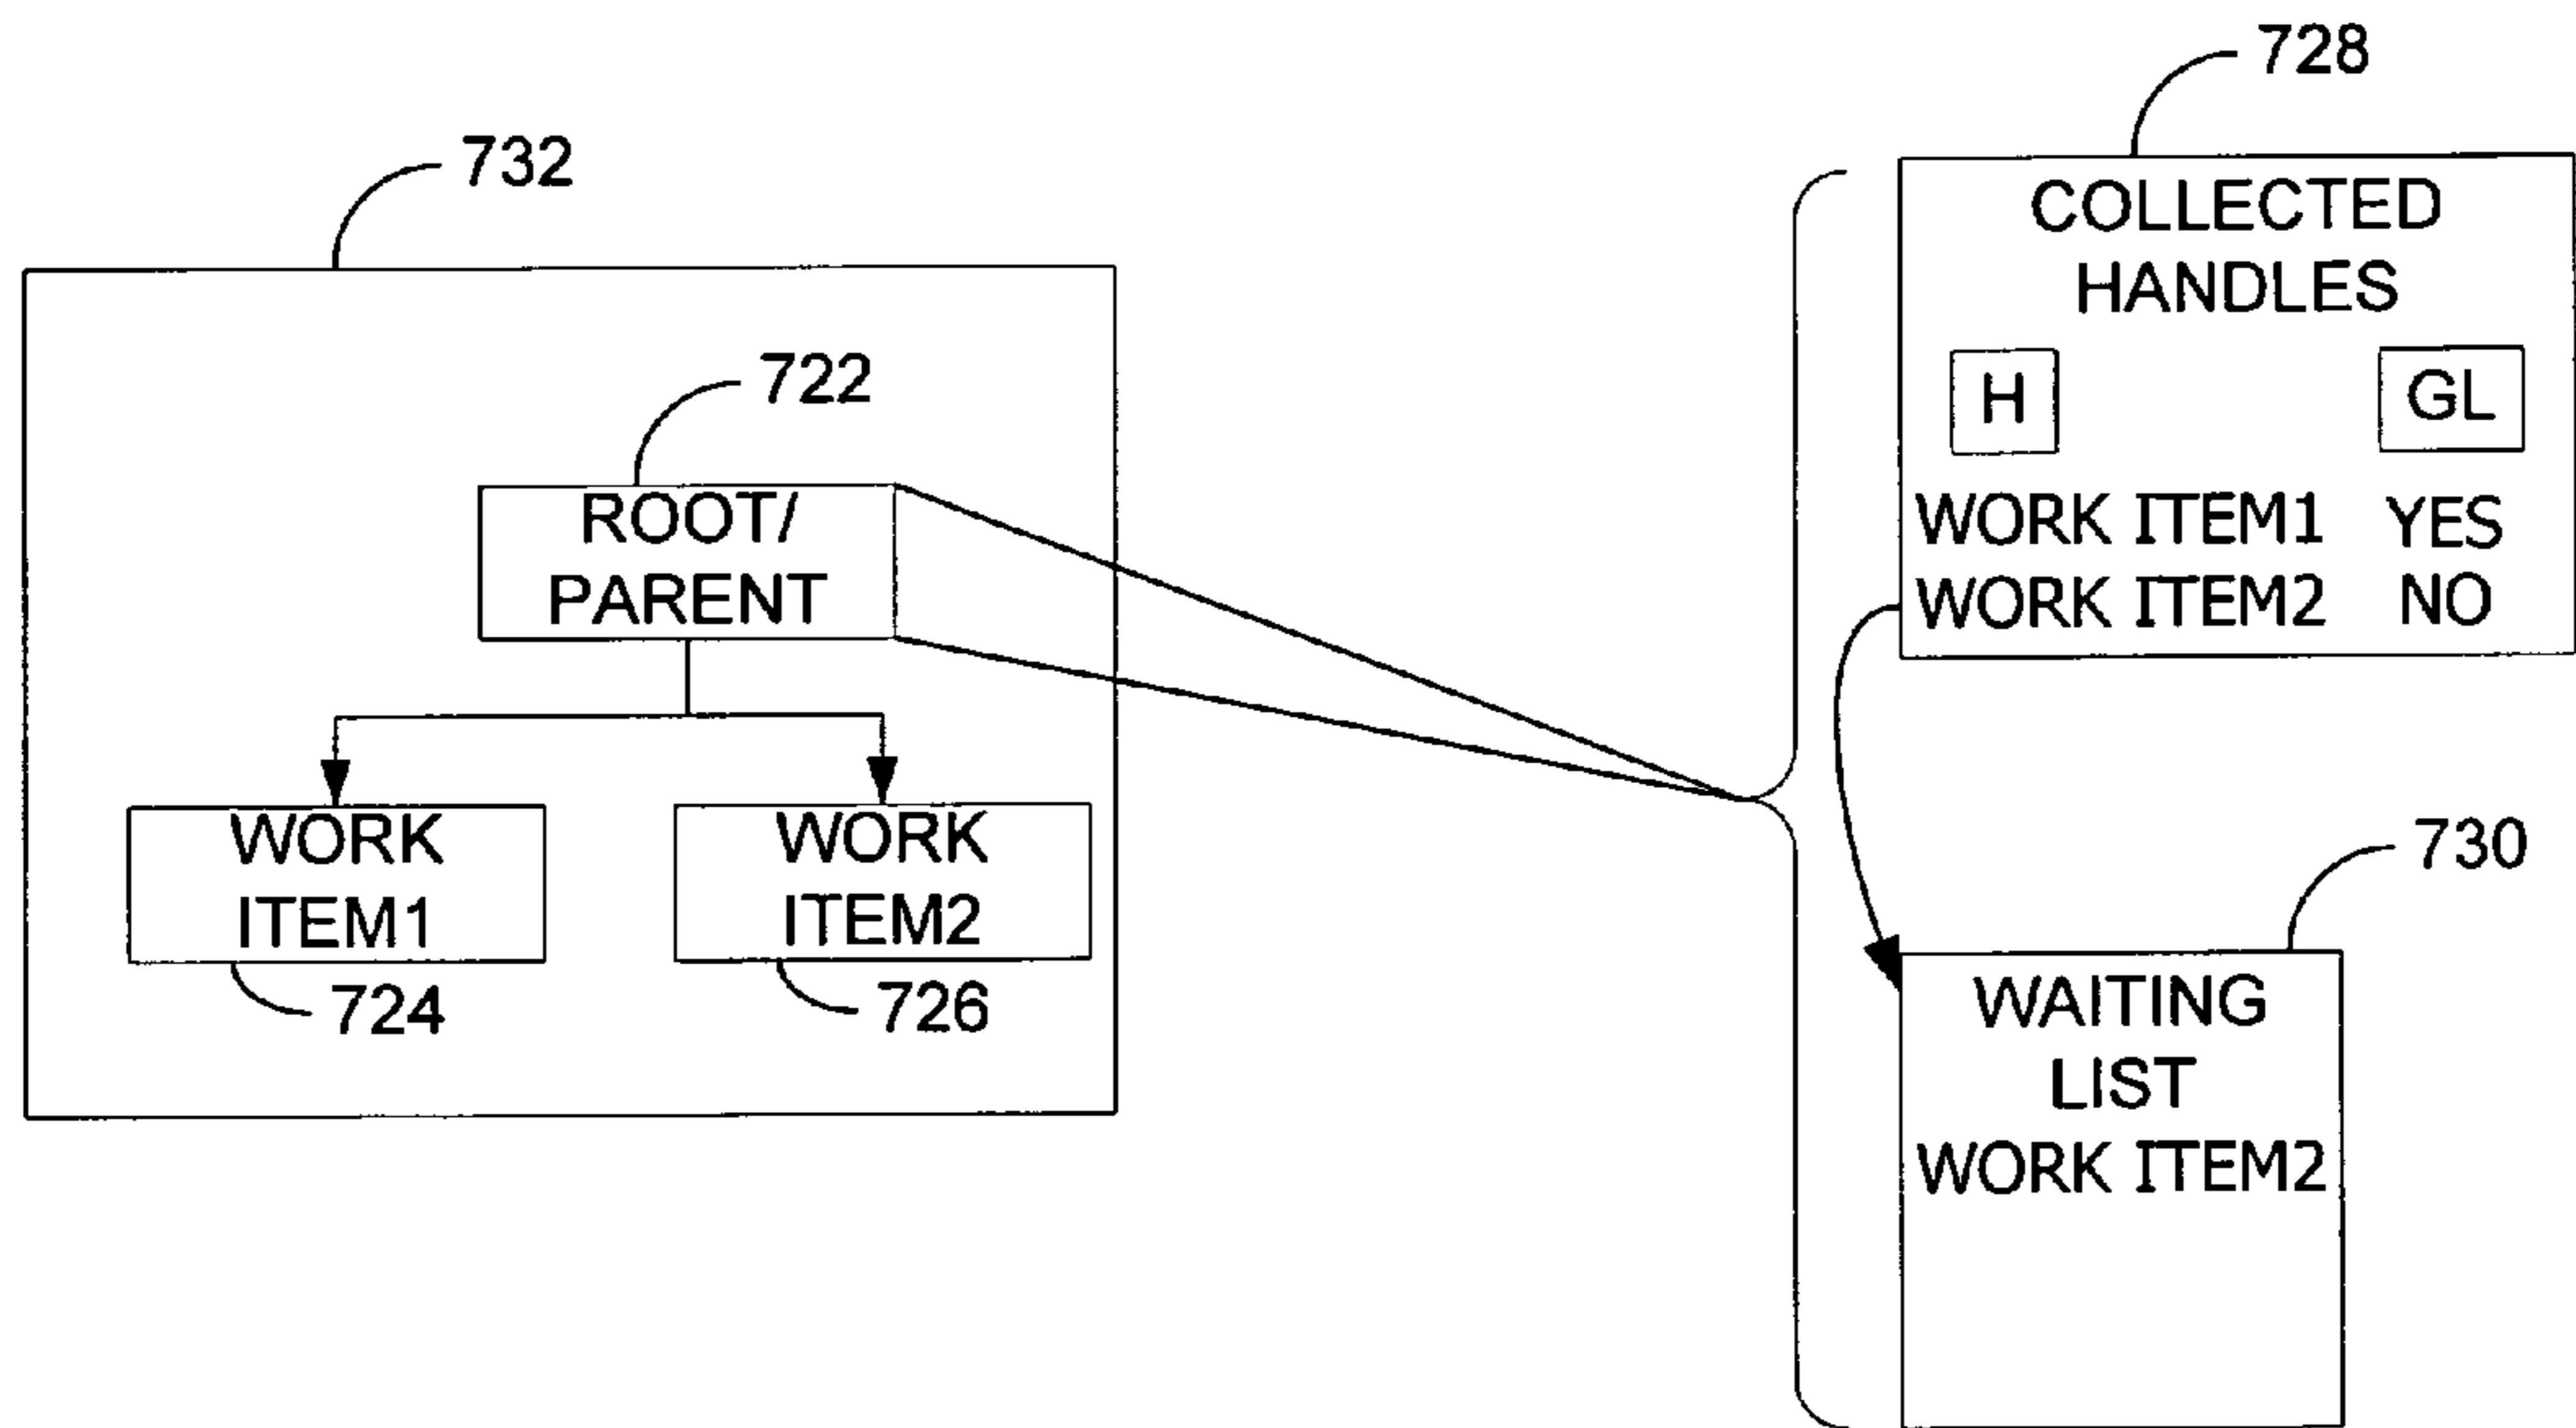 732
722
ROOT/
PARENT
WORK
ITEM1
WORK
ITEM2
724
726
728
COLLECTED
HANDLES
H GL
WORK ITEM1 YES
WORK ITEM2 NO
730
WAITING
LIST
WORK ITEM2